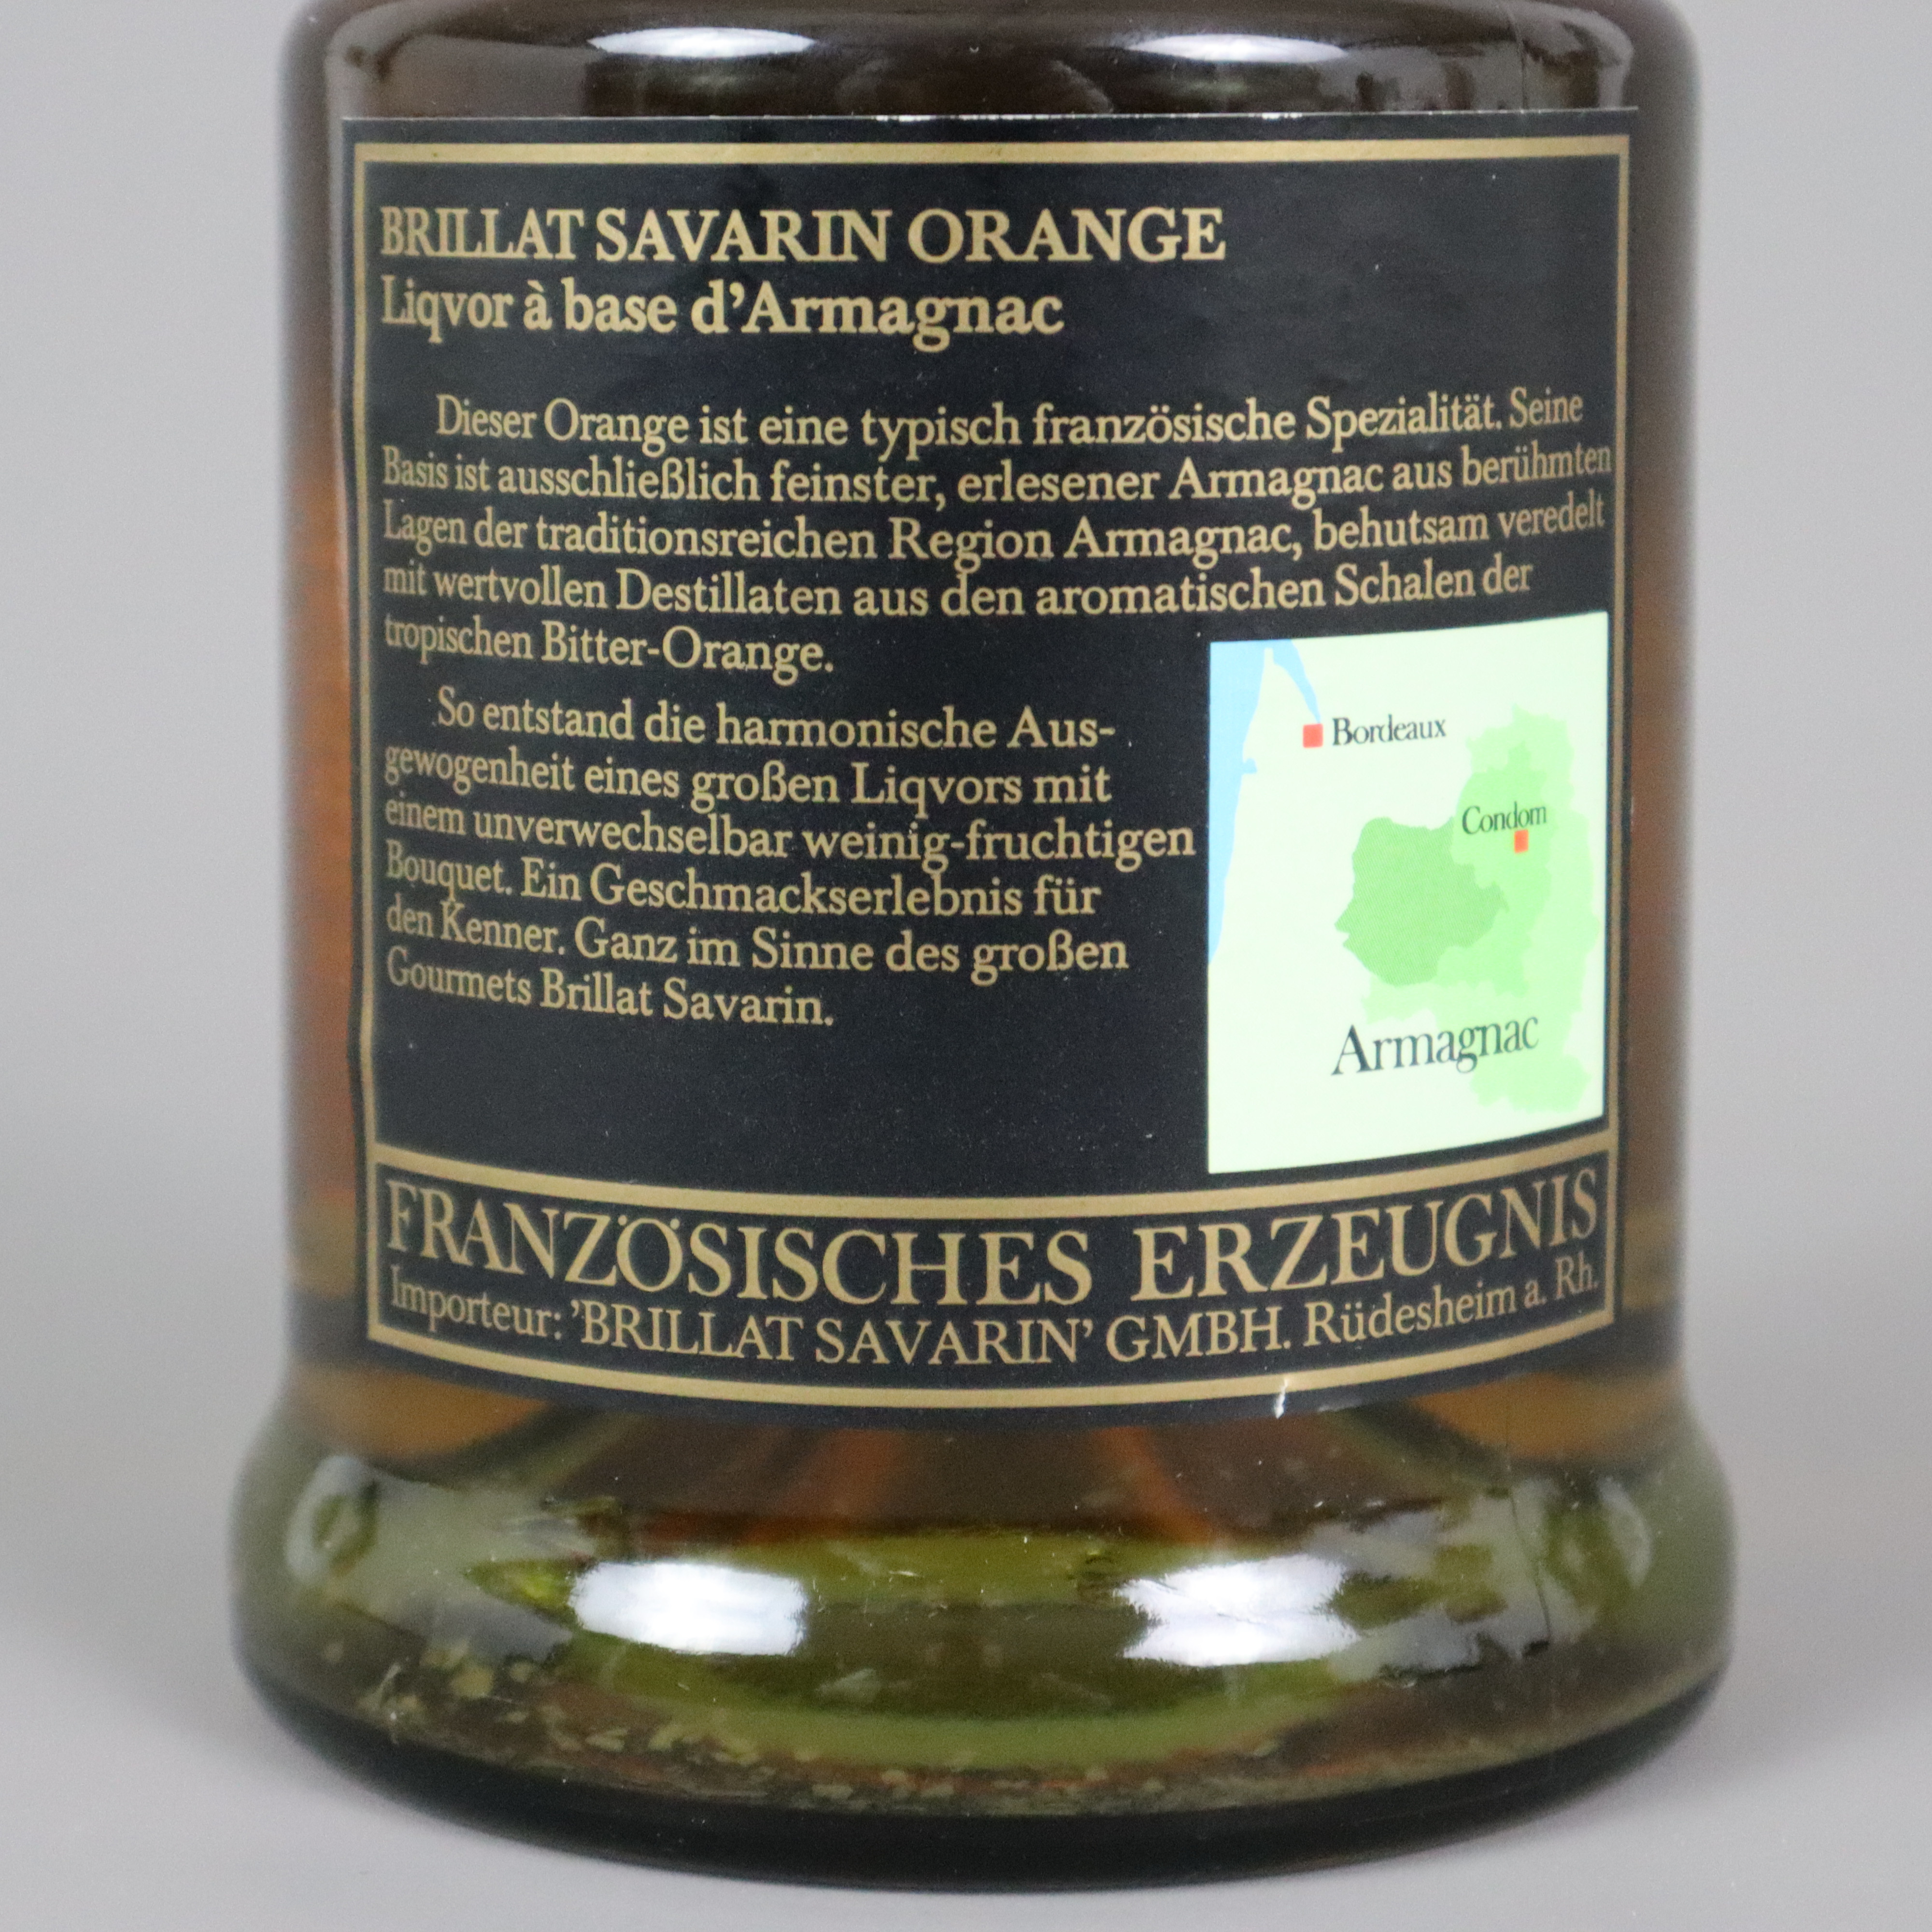 BRILLAT SAVARIN ORANGE
Liqvor à base d'Armagnac
Dieser Orange ist eine typisch französische Spezialität. Seine
Basis ist ausschließlich feinster, erlesener Armagnac aus berühmten
Lagen der traditionsreichen Region Armagnac, behutsam veredelt
mit wertvollen Destillaten aus den aromatischen Schalen der
tropischen Bitter-Orange.
So entstand die harmonische Aus-
gewogenheit eines großen Liqvors mit
einem unverwechselbar weinig-fruchtigen
Bouquet. Ein Geschmackserlebnis für
den Kenner. Ganz im Sinne des großen
Gourmets Brillat Savarin.
Bordeaux
Condom
Armagnac
FRANZÖSISCHES ERZEUGNIS
Importeur: 'BRILLAT SAVARIN' GMBH. Rüdesheim a. Rh.